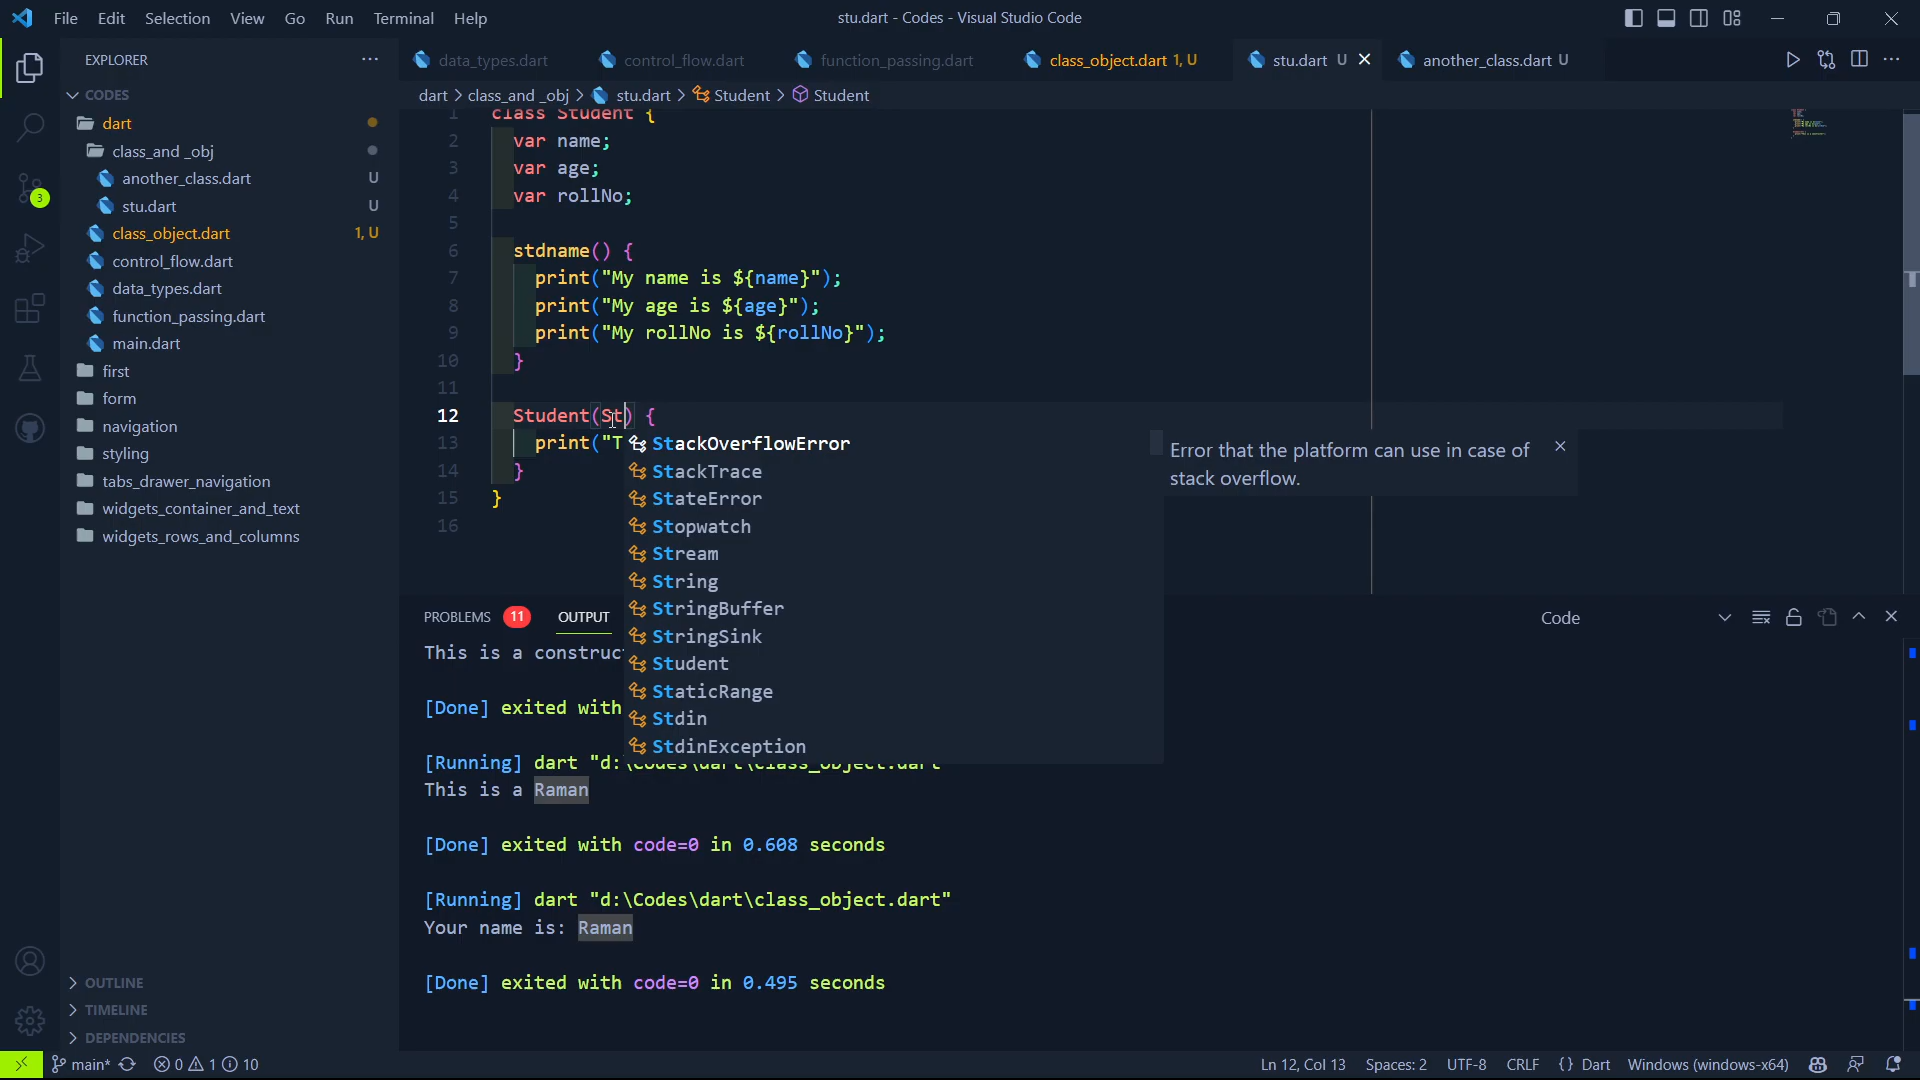 File Edit Selection View Go Run Terminal Help
stu.dart - Codes - Visual Studio Code
EXPLORER
CODES
dart
class_and _obj
another_class.dart U
stu.dart U
class_object.dart 1, U
control_flow.dart
data_types.dart
function_passing.dart
main.dart
first
form
navigation
styling
tabs_drawer_navigation
widgets_container_and_text
widgets_rows_and_columns
OUTLINE
TIMELINE
DEPENDENCIES
3
data_types.dart control_flow.dart function_passing.dart class_object.dart 1, U stu.dart U another_class.dart U
dart > class_and _obj > stu.dart > Student > Student
1 class Student {
2 var name;
3 var age;
4 var rollNo;
5
6 stdname() {
7 print("My name is ${name}");
8 print("My age is ${age}");
9 print("My rollNo is ${rollNo}");
10 }
11
12 Student(St) {
13 print("T
14 }
15 }
16
StackOverflowError
StackTrace
StateError
Stopwatch
Stream
String
StringBuffer
StringSink
Student
StaticRange
Stdin
StdinException
Error that the platform can use in case of
stack overflow.
PROBLEMS 11 OUTPUT
Code
This is a construc
[Done] exited with
[Running] dart "d:\Codes\dart\class_object.dart"
This is a Raman
[Done] exited with code=0 in 0.608 seconds
[Running] dart "d:\Codes\dart\class_object.dart"
Your name is: Raman
[Done] exited with code=0 in 0.495 seconds
main* 0 1 10
Ln 12, Col 13 Spaces: 2 UTF-8 CRLF {} Dart Windows (windows-x64)